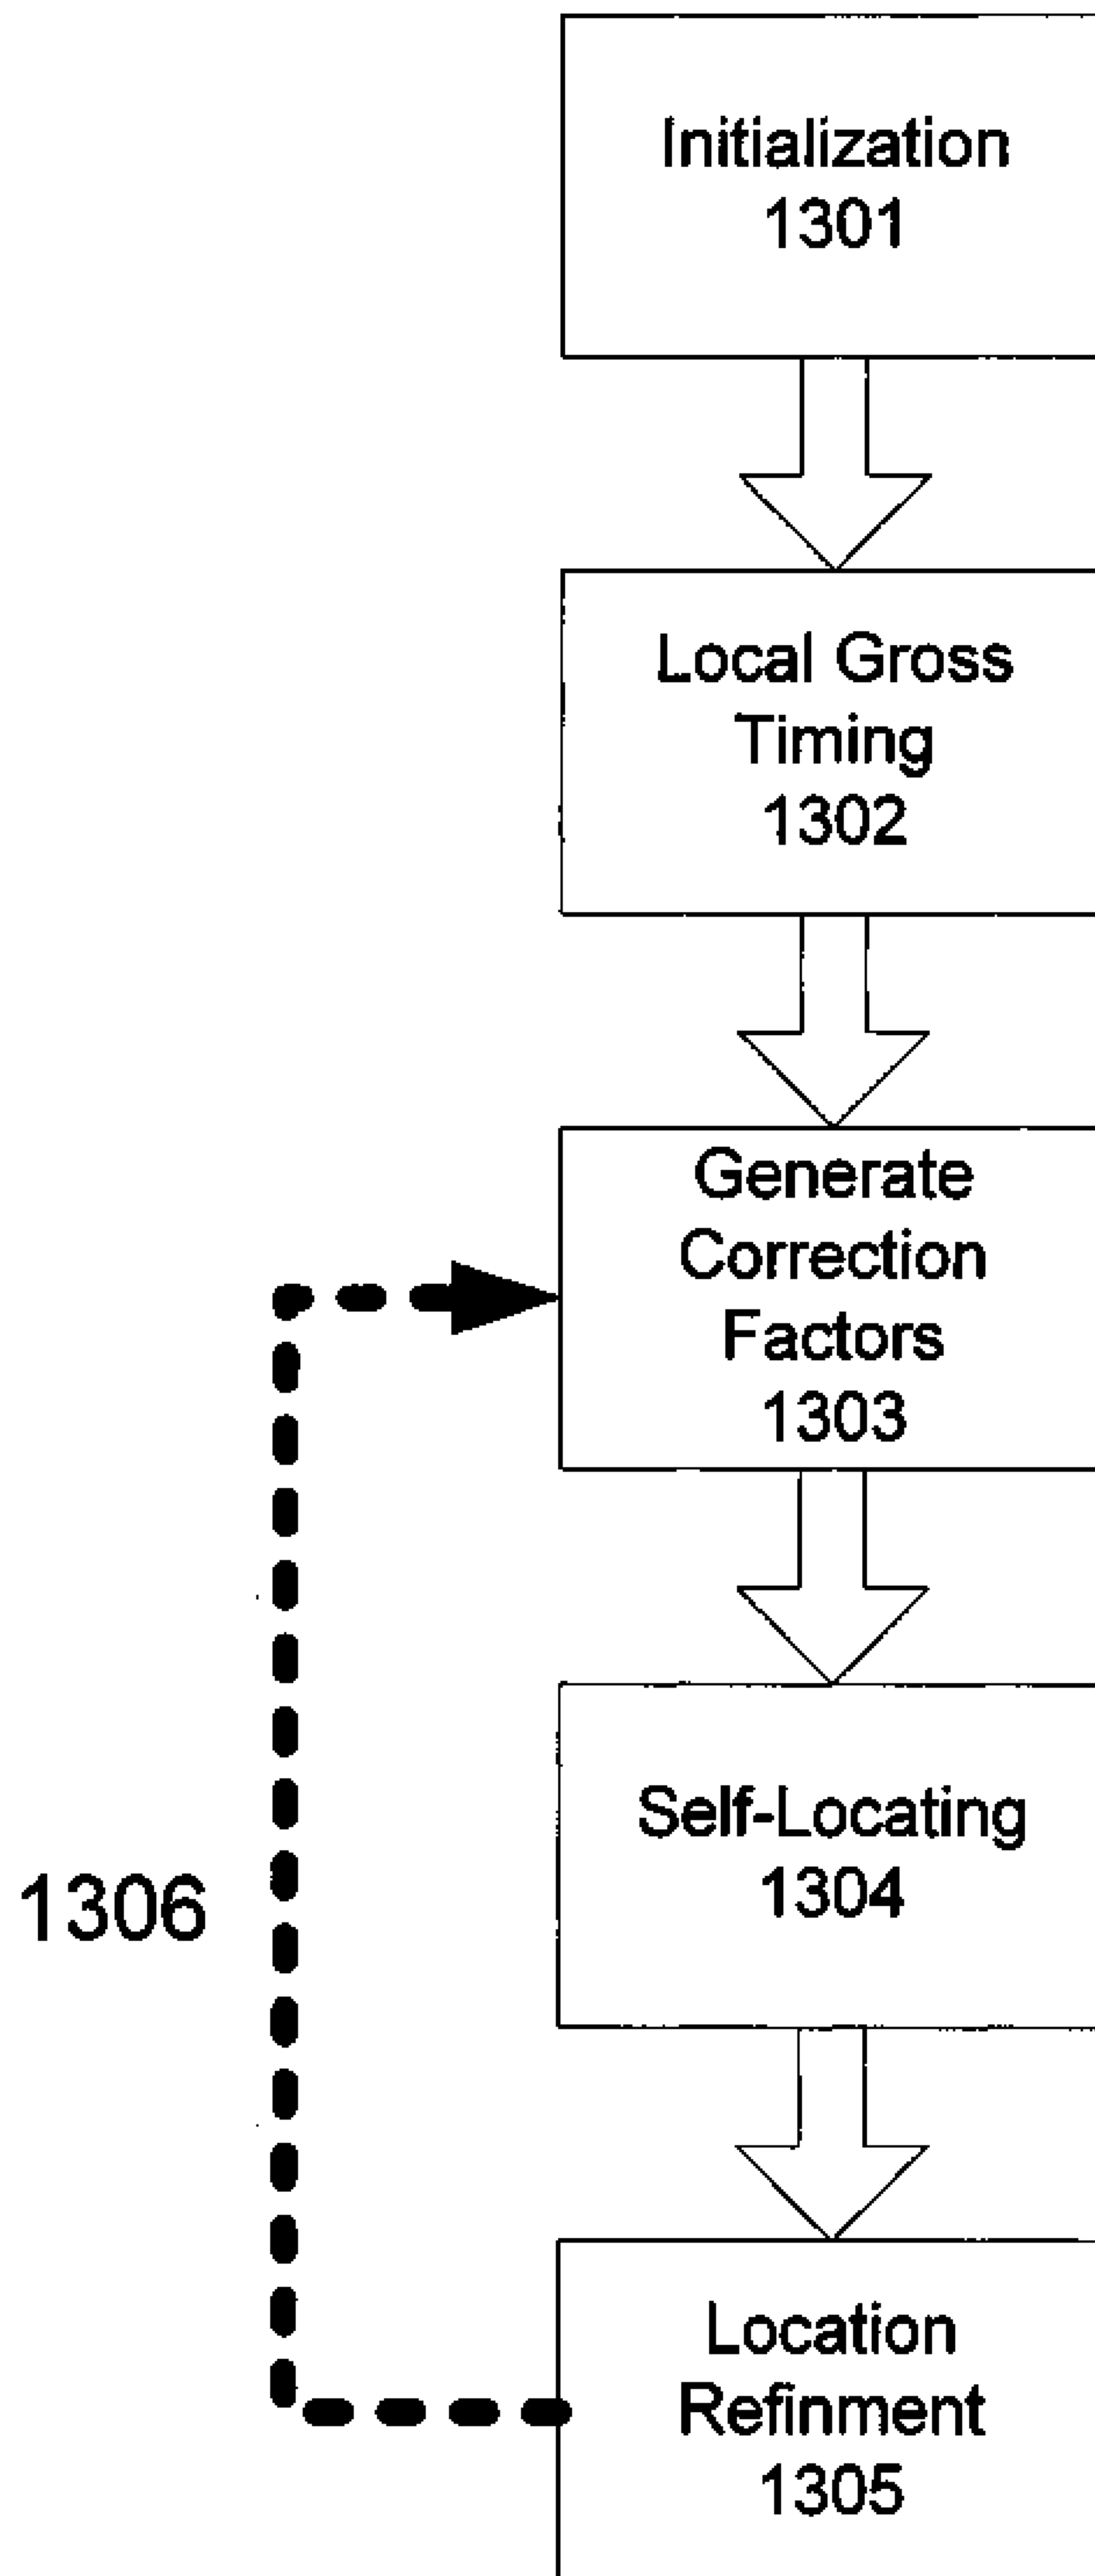 Initialization
1301
Local Gross
Timing
1302
Generate
Correction
Factors
1303
Self-Locating
1304
1306
Location
Refinment
1305